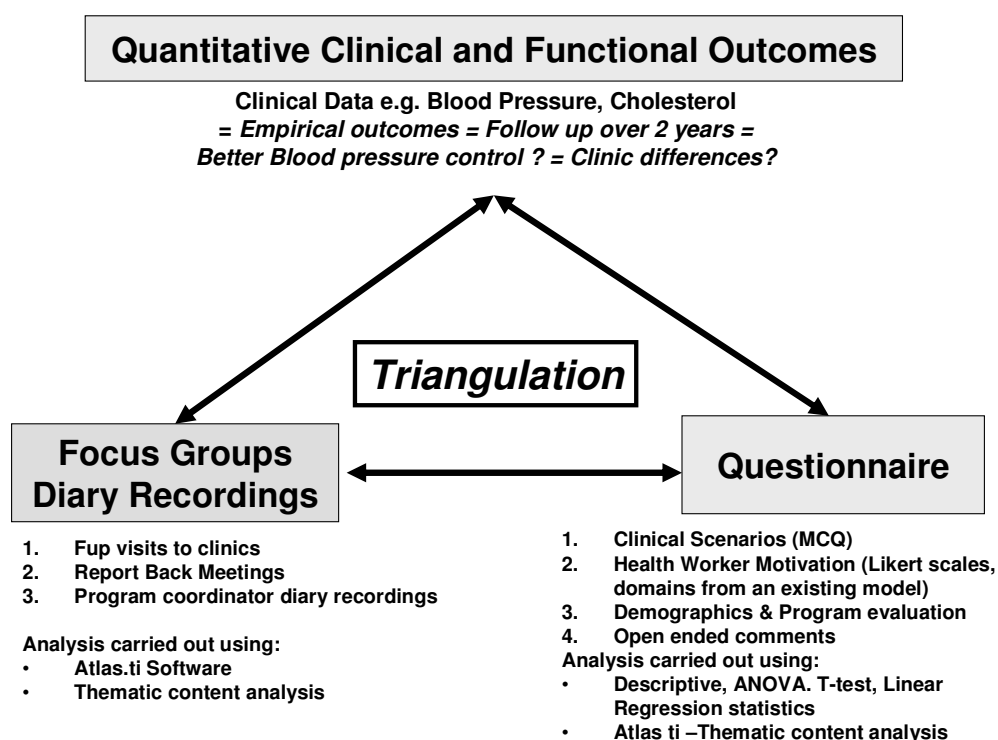 Quantitative Clinical and Functional Outcomes
Clinical Data e.g. Blood Pressure, Cholesterol
= Empirical outcomes = Follow up over 2 years =
Better Blood pressure control ? = Clinic differences?
Triangulation
Focus Groups
Diary Recordings
1. Fup visits to clinics
2. Report Back Meetings
3. Program coordinator diary recordings
Analysis carried out using:
• Atlas.ti Software
• Thematic content analysis
Questionnaire
1. Clinical Scenarios (MCQ)
2. Health Worker Motivation (Likert scales,
domains from an existing model)
3. Demographics & Program evaluation
4. Open ended comments
Analysis carried out using:
• Descriptive, ANOVA. T-test, Linear
Regression statistics
• Atlas ti –Thematic content analysis